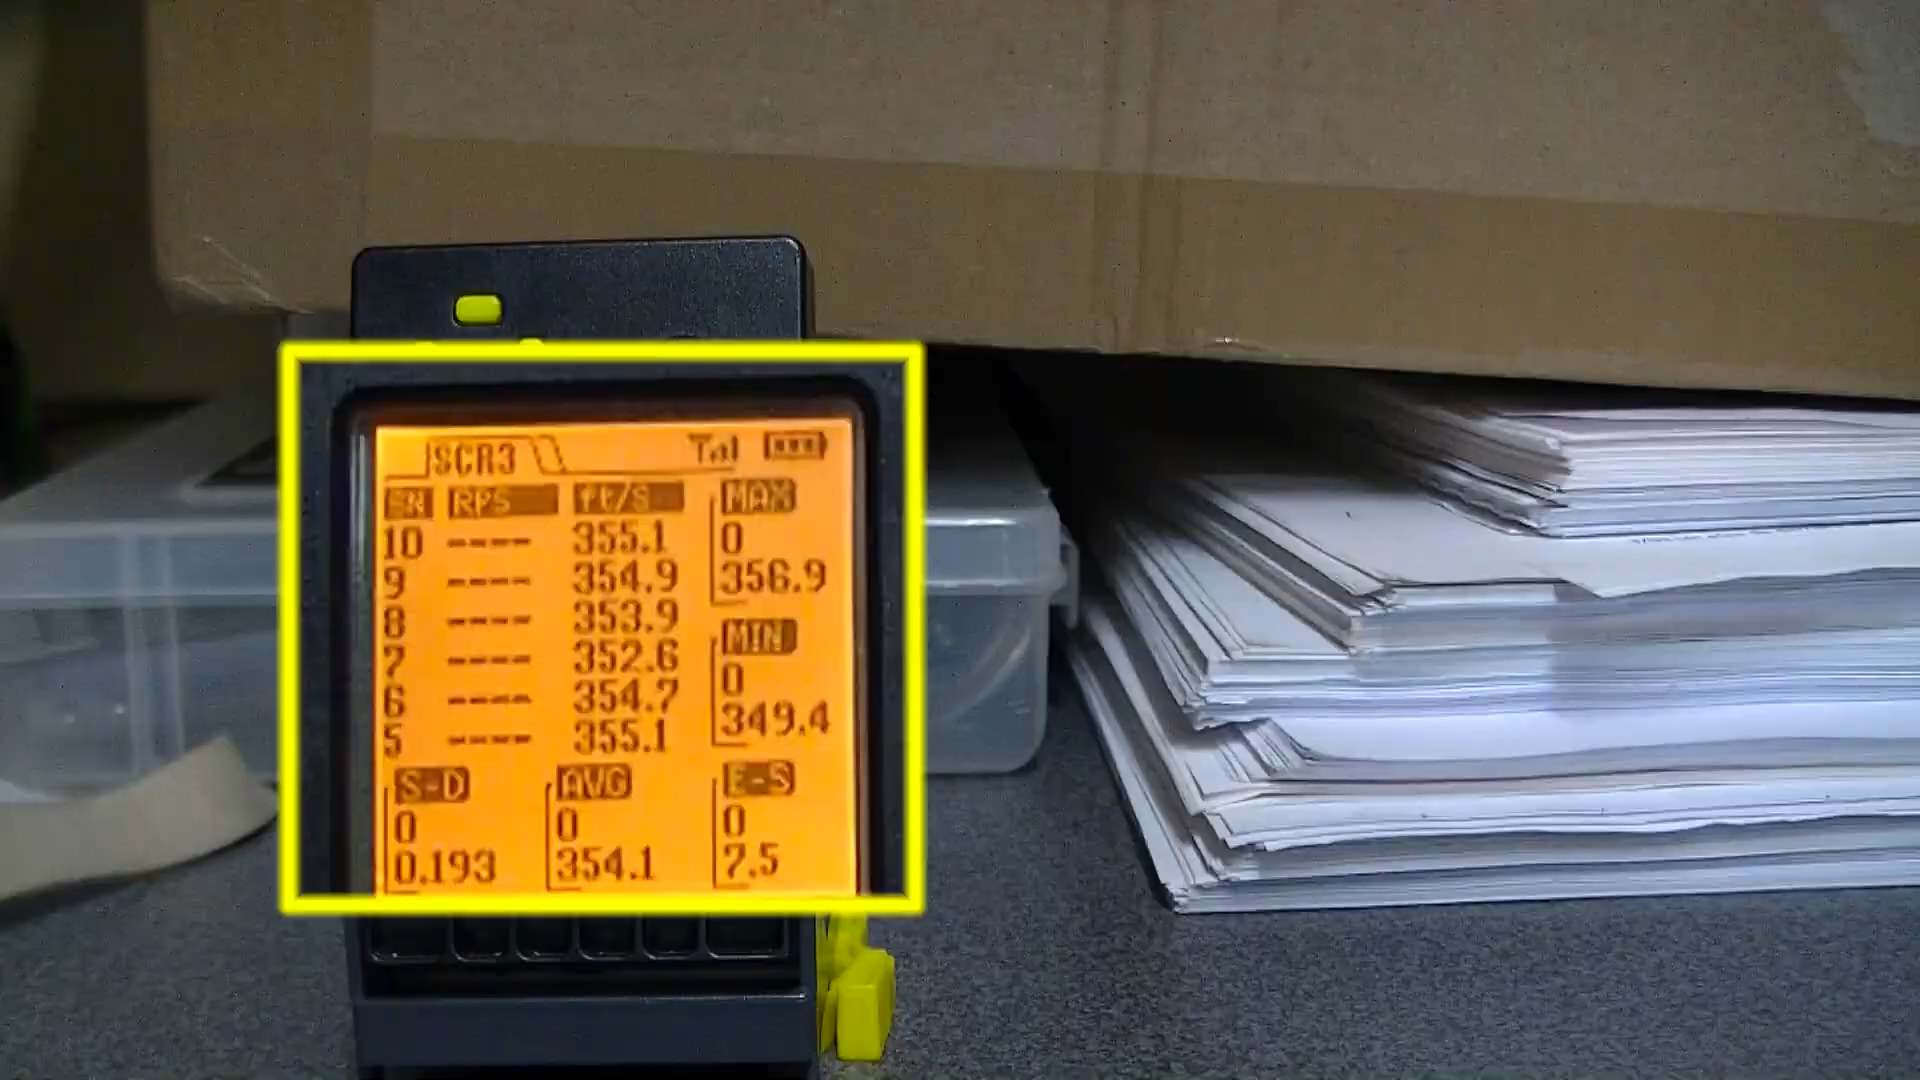 SCR3
SN RPS ft/s MAX
10 ---- 355.1 0
9 ---- 354.9 356.9
8 ---- 353.9 MIN
7 ---- 352.6 0
6 ---- 354.7 349.4
5 ---- 355.1
S-D AVG E-S
0 0 0
0.193 354.1 7.5